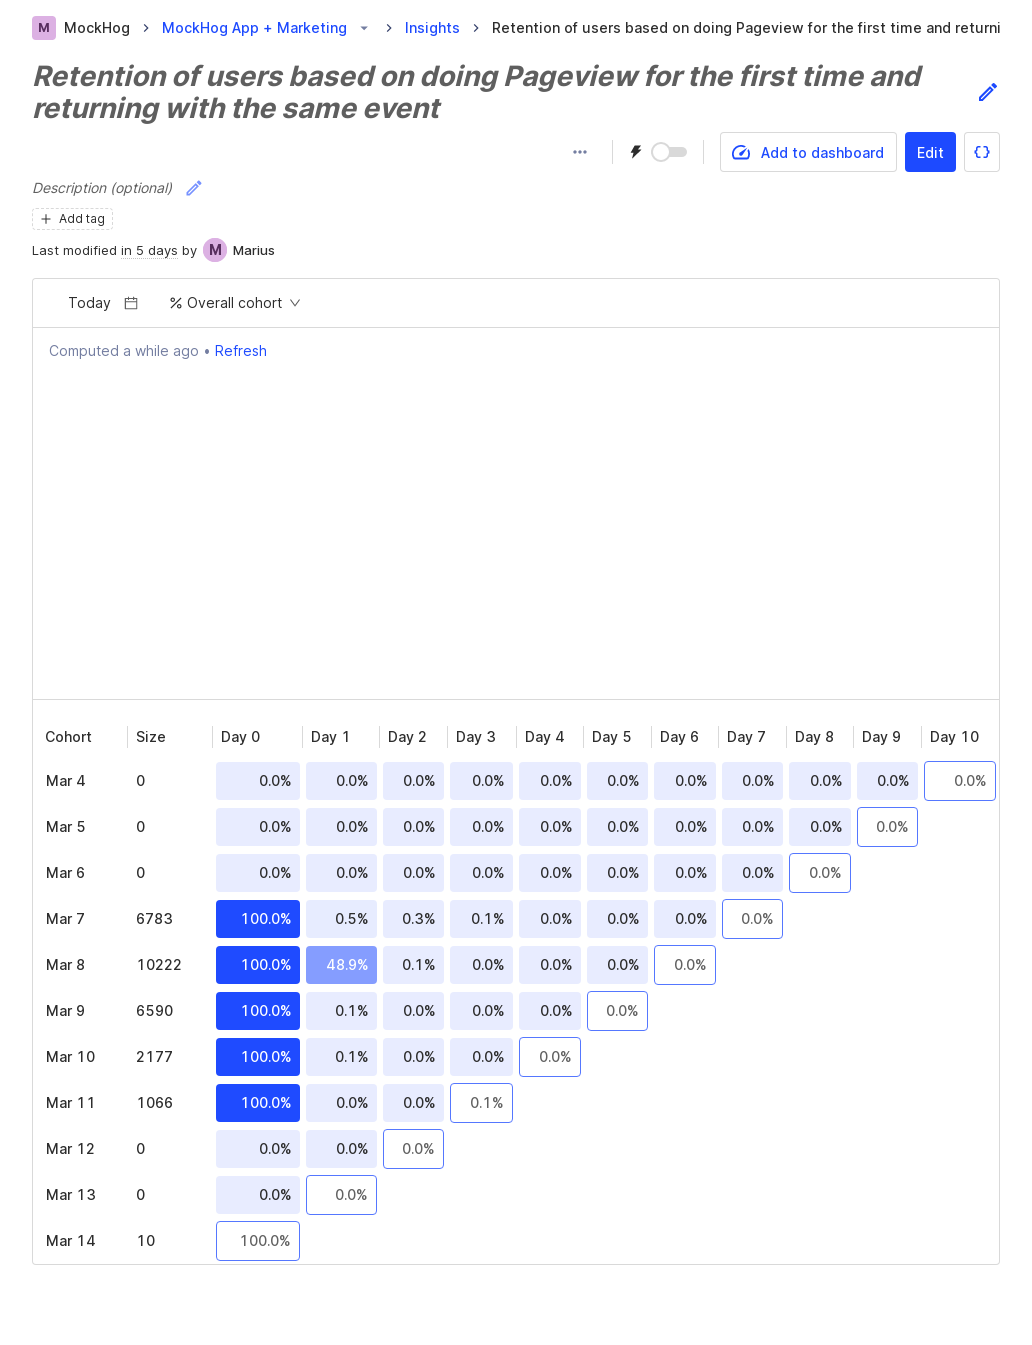 M MockHog MockHog App + Marketing Insights Retention of users based on doing Pageview for the first time and returni
Retention of users based on doing Pageview for the first time and
returning with the same event
Add to dashboard Edit
Description (optional)
Add tag
Last modified in 5 days by M Marius
Today Overall cohort
Computed a while ago • Refresh
Cohort Size Day 0 Day 1 Day 2 Day 3 Day 4 Day 5 Day 6 Day 7 Day 8 Day 9 Day 10
Mar 4 0 0.0% 0.0% 0.0% 0.0% 0.0% 0.0% 0.0% 0.0% 0.0% 0.0% 0.0%
Mar 5 0 0.0% 0.0% 0.0% 0.0% 0.0% 0.0% 0.0% 0.0% 0.0% 0.0%
Mar 6 0 0.0% 0.0% 0.0% 0.0% 0.0% 0.0% 0.0% 0.0% 0.0%
Mar 7 6783 100.0% 0.5% 0.3% 0.1% 0.0% 0.0% 0.0% 0.0%
Mar 8 10222 100.0% 48.9% 0.1% 0.0% 0.0% 0.0% 0.0%
Mar 9 6590 100.0% 0.1% 0.0% 0.0% 0.0% 0.0%
Mar 10 2177 100.0% 0.1% 0.0% 0.0% 0.0%
Mar 11 1066 100.0% 0.0% 0.0% 0.1%
Mar 12 0 0.0% 0.0% 0.0%
Mar 13 0 0.0% 0.0%
Mar 14 10 100.0%